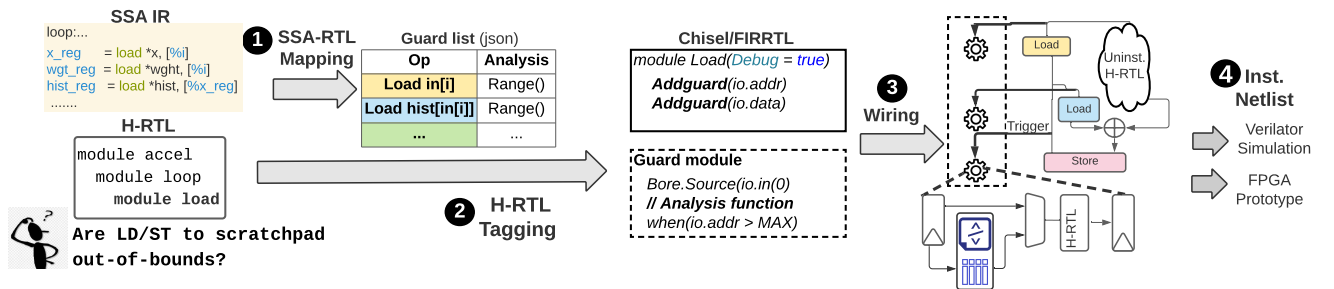 SSA IR
loop:...
x_reg = load *x, [%i]
wgt_reg = load *wght, [%i]
hist_reg = load *hist, [%x_reg]
.......
H-RTL
module accel
module loop
module load
Are LD/ST to scratchpad
out-of-bounds?
?
1 SSA-RTL
Mapping
Guard list (json)
Op Analysis
Load in[i] Range()
Load hist[in[i]] Range()
... ...
2 H-RTL
Tagging
Chisel/FIRRTL
module Load(Debug = true)
Addguard(io.addr)
Addguard(io.data)
Guard module
Bore.Source(io.in(0)
// Analysis function
when(io.addr > MAX)
3
Wiring
Load
Uninst.
H-RTL
Load
Trigger
Store
H-RTL
4 Inst.
Netlist
Verilator
Simulation
FPGA
Prototype